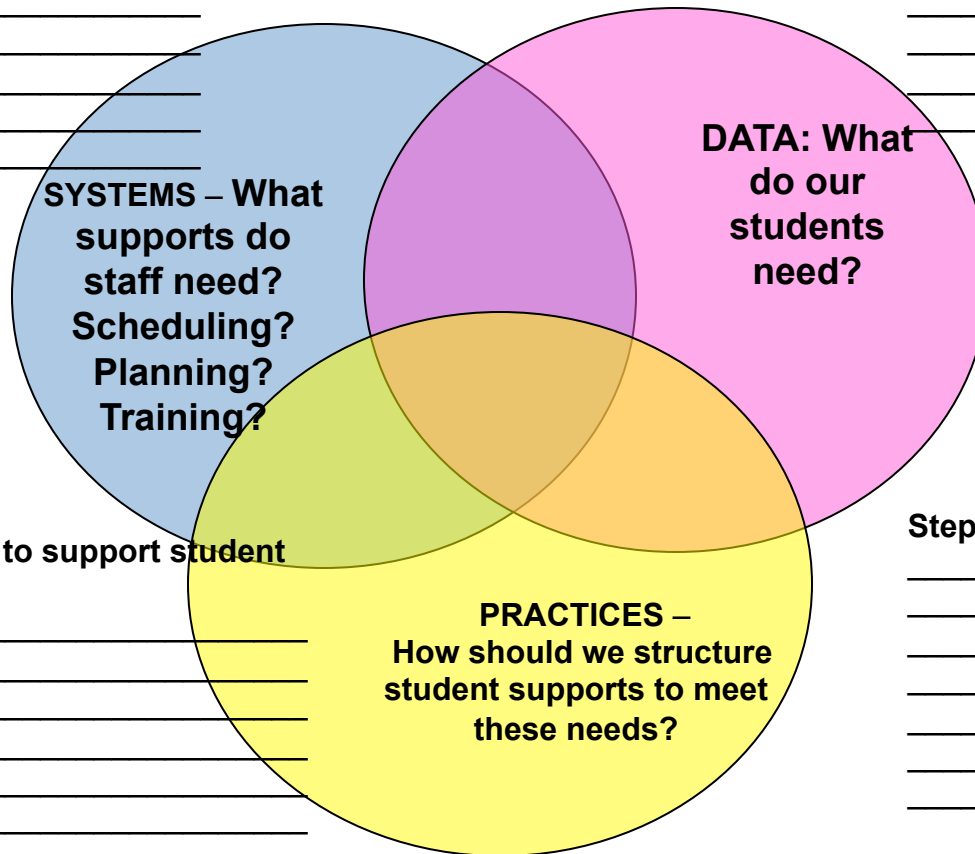 SYSTEMS – What
supports do
staff need?
Scheduling?
Planning?
Training?
DATA: What
do our
students
need?
to support student
Step
PRACTICES –
How should we structure
student supports to meet
these needs?